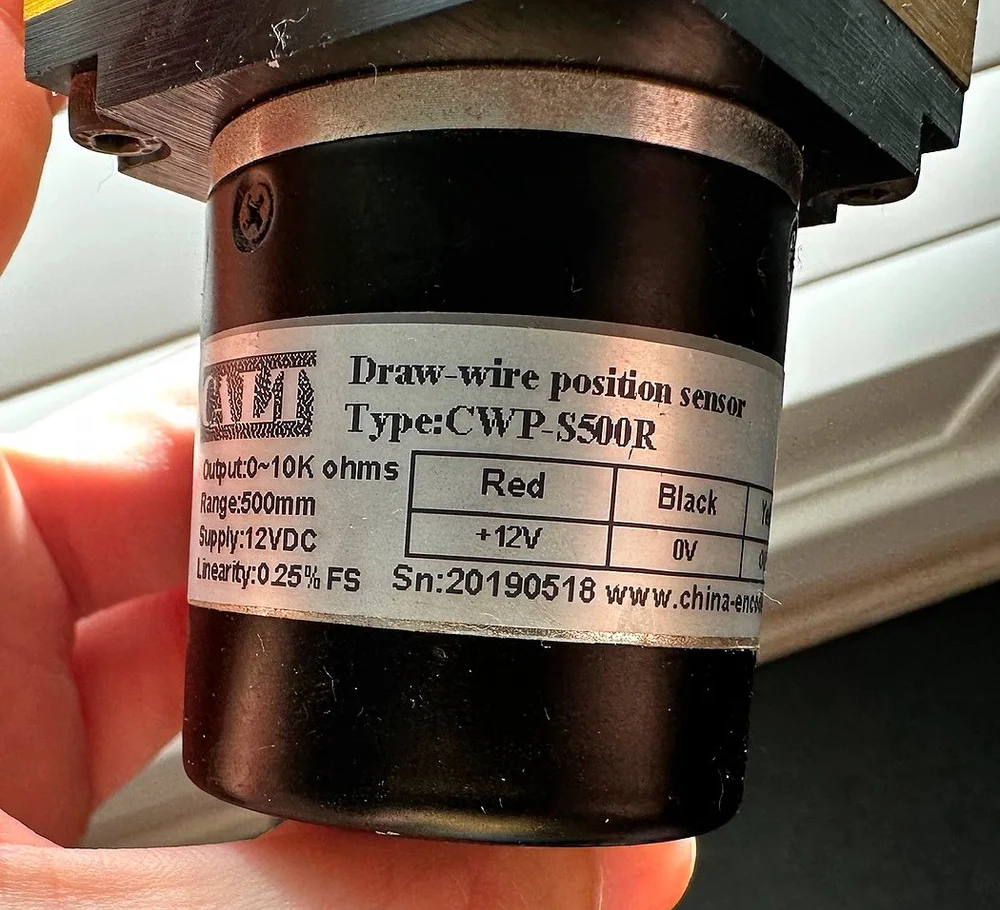 Draw-wire position sensor
Type:CWP-S500R
Output:0~10K ohms
Range:500mm
Supply:12VDC
Linearity:0.25% FS
Red Black
+12V 0V
Sn:20190518